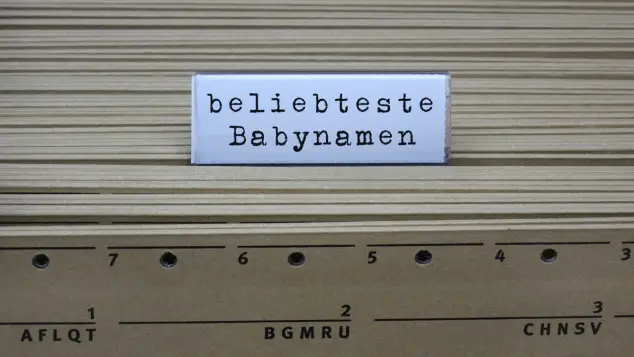 beliebteste
Babynamen
7 6 5 4 3
1 2 3
AFLQT BGMRU CHNSV